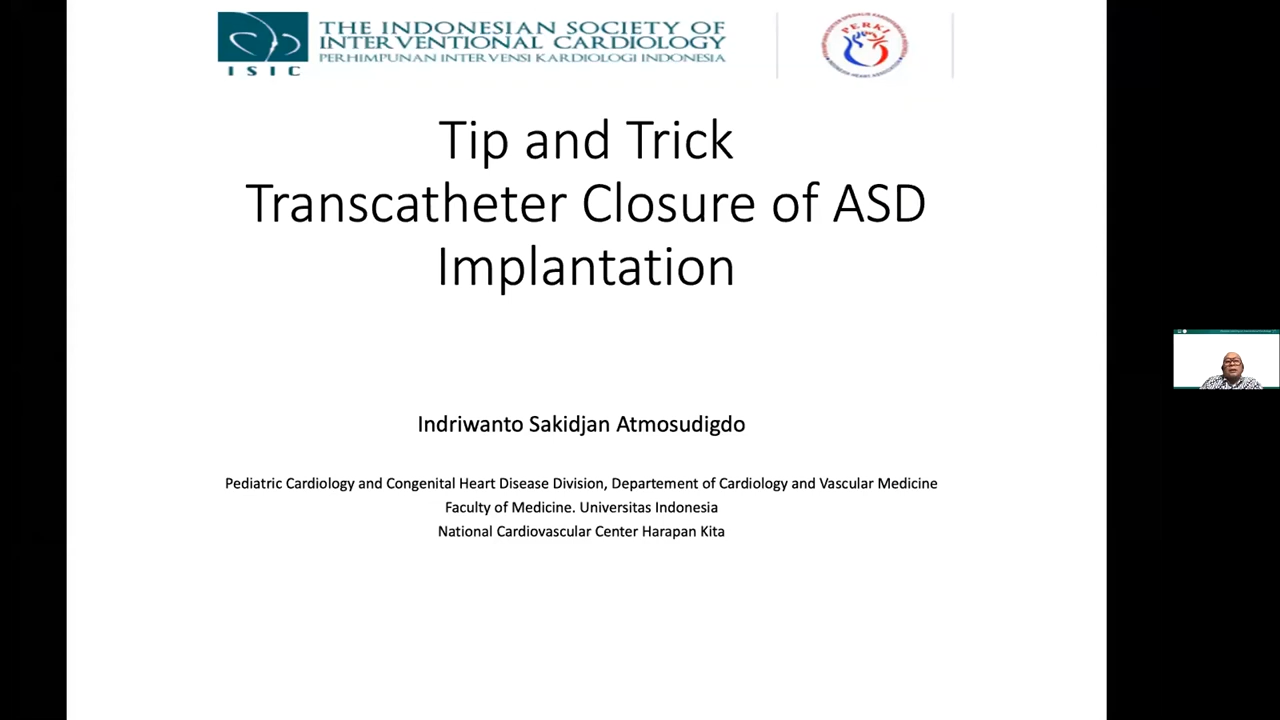 THE INDONESIAN SOCIETY OF
INTERVENTIONAL CARDIOLOGY
PERHIMPUNAN INTERVENSI KARDIOLOGI INDONESIA
ISIC
PERKI
Tip and Trick
Transcatheter Closure of ASD
Implantation
Indriwanto Sakidjan Atmosudigdo
Pediatric Cardiology and Congenital Heart Disease Division, Departement of Cardiology and Vascular Medicine
Faculty of Medicine. Universitas Indonesia
National Cardiovascular Center Harapan Kita